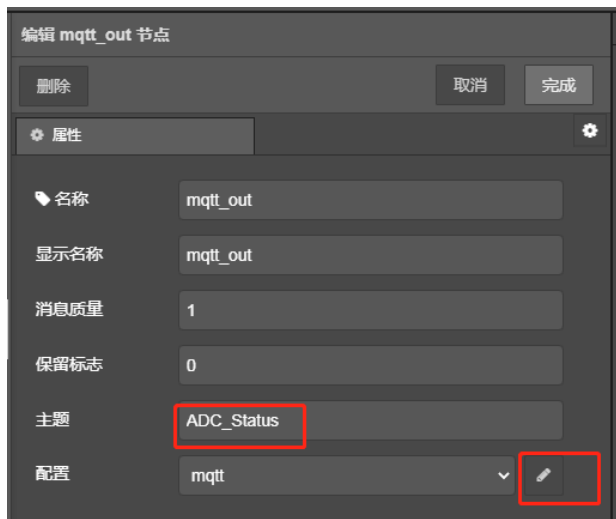 编辑 mqtt_out 节点
删除 取消 完成
属性
名称 mqtt_out
显示名称 mqtt_out
消息质量 1
保留标志 0
主题 ADC_Status
配置 mqtt